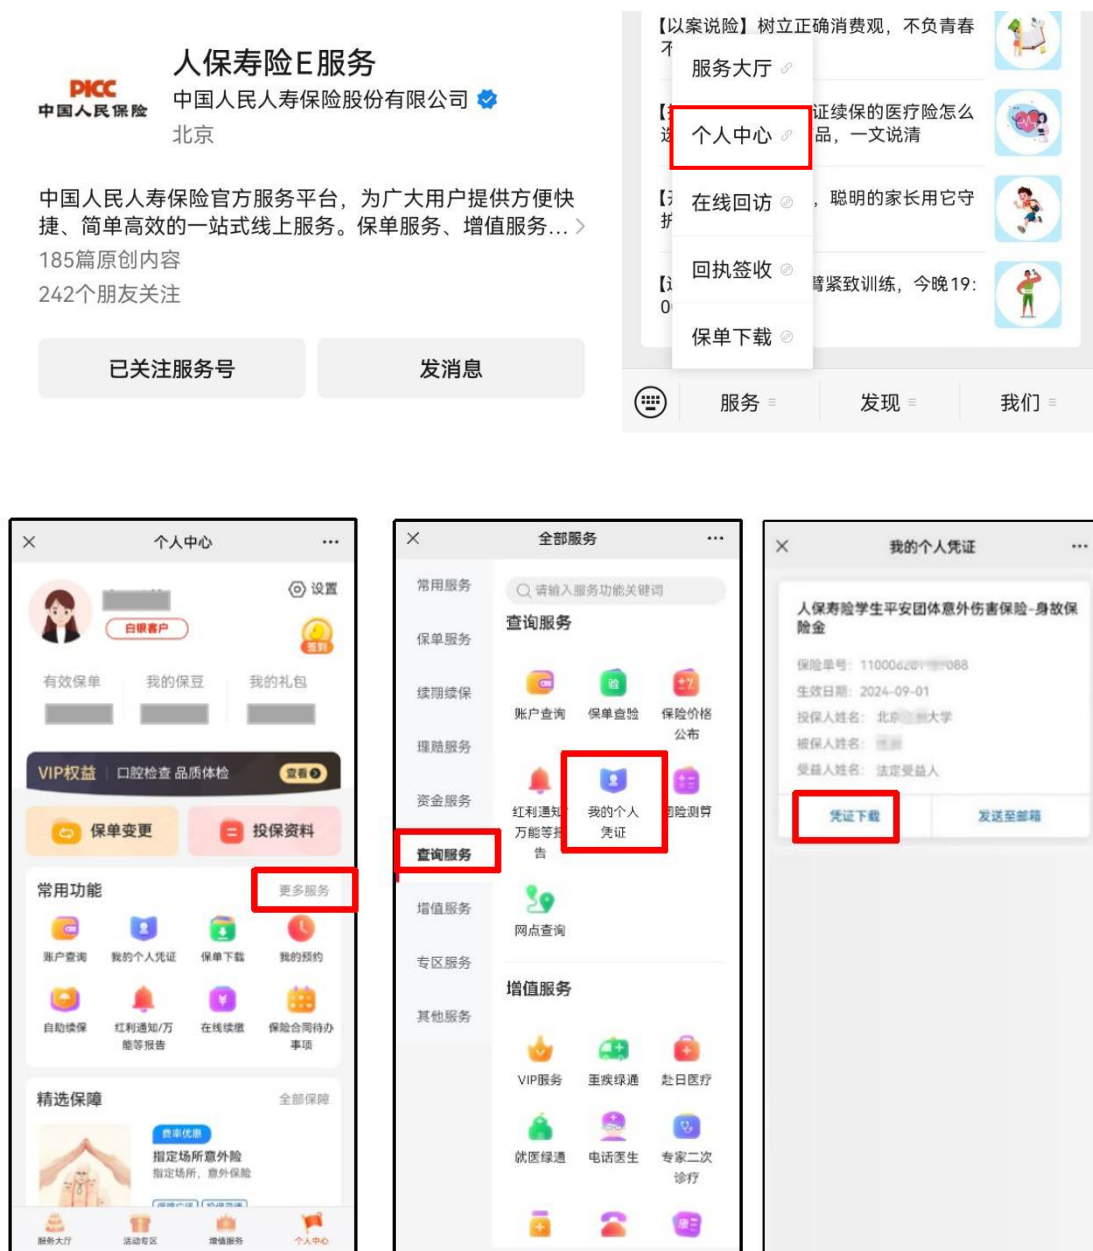 人保寿险E服务
PICC
中国人民保险
中国人民人寿保险股份有限公司
北京
中国人民人寿保险官方服务平台，为广大用户提供方便快
捷、简单高效的一站式线上服务。保单服务、增值服务...
185篇原创内容
242个朋友关注
已关注服务号
发消息
【以案说险】树立正确消费观，不负青春
服务大厅
证续保的医疗险怎么
个人中心
品，一文说清
在线回访
，聪明的家长用它守
护
回执签收
臂紧致训练，今晚19:
0
保单下载
服务
发现
我们
个人中心
设置
白银客户
签到
有效保单
我的保豆
我的礼包
VIP权益
口腔检查 品质体检
查看
保单变更
投保资料
常用功能
更多服务
账户查询
我的个人凭证
保单下载
我的预约
自助续保
红利通知/万
能等报告
在线续缴
保险合同待办
事项
精选保障
全部保障
费率优惠
指定场所意外险
指定场所，意外保险
服务大厅
活动专区
增值服务
个人中心
全部服务
常用服务
保单服务
续期续保
理赔服务
资金服务
查询服务
增值服务
专区服务
其他服务
请输入服务功能关键词
查询服务
账户查询
验
保单查验
保险价格
公布
红利通知
万能等报
告
我的个人
凭证
险测算
网点查询
增值服务
VIP服务
重疾绿通
赴日医疗
就医绿通
电话医生
专家二次
诊疗
我的个人凭证
人保寿险学生平安团体意外伤害保险-身故保
险金
保险单号：
088
生效日期：2024-09-01
投保人姓名：
大学
被保人姓名：
受益人姓名：法定受益人
凭证下载
发送至邮箱